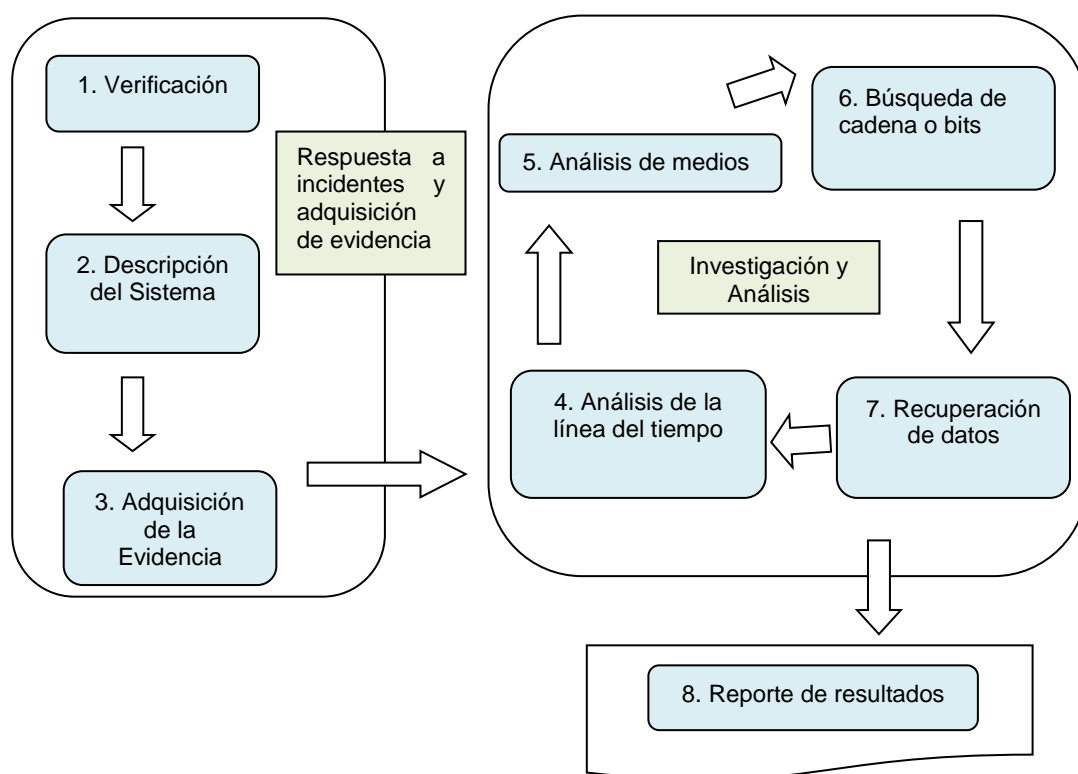 1. Verificación
Respuesta a
incidentes y
adquisición
de evidencia
2. Descripción
del Sistema
3. Adquisición
de la
Evidencia
6. Búsqueda de
cadena o bits
5. Análisis de medios
Investigación y
Análisis
4. Análisis de la
línea del tiempo
7. Recuperación
de datos
8. Reporte de resultados